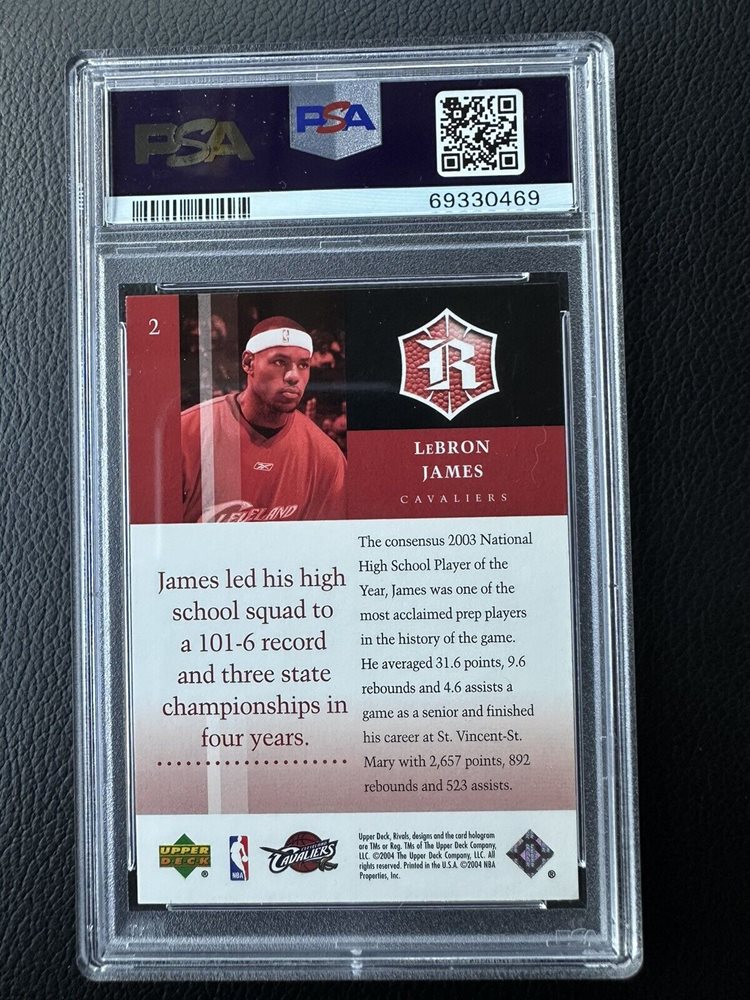 PSA
PSA
69330469
2
R
LEBRON
JAMES
CAVALIERS
CLEVELAND
James led his high
school squad to
a 101-6 record
and three state
championships in
four years.
The consensus 2003 National
High School Player of the
Year, James was one of the
most acclaimed prep players
in the history of the game.
He averaged 31.6 points, 9.6
rebounds and 4.6 assists a
game as a senior and finished
his career at St. Vincent-St.
Mary with 2,657 points, 892
rebounds and 523 assists.
UPPER
DECK
®
NBA
CAVALIERS
Upper Deck, Rivals, designs and the card hologram
are TMs or Reg. TMs of The Upper Deck Company,
LLC. ©2004 The Upper Deck Company, LLC. All
rights reserved. Printed in the U.S.A. ©2004 NBA
Properties, Inc.
®